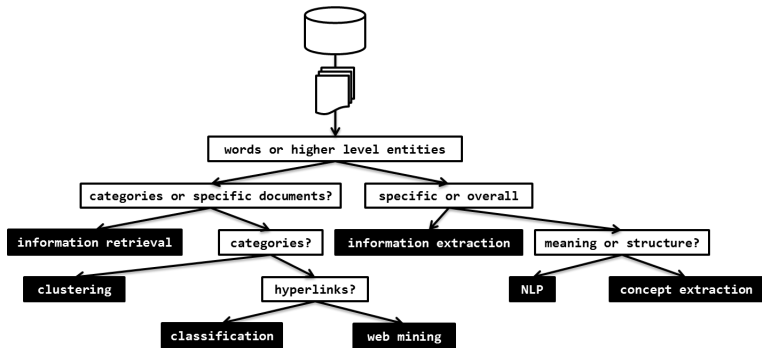 words or higher level entities
categories or specific documents?
specific or overall
information retrieval
categories?
information extraction
meaning or structure?
clustering
hyperlinks?
NLP
concept extraction
classification
web mining